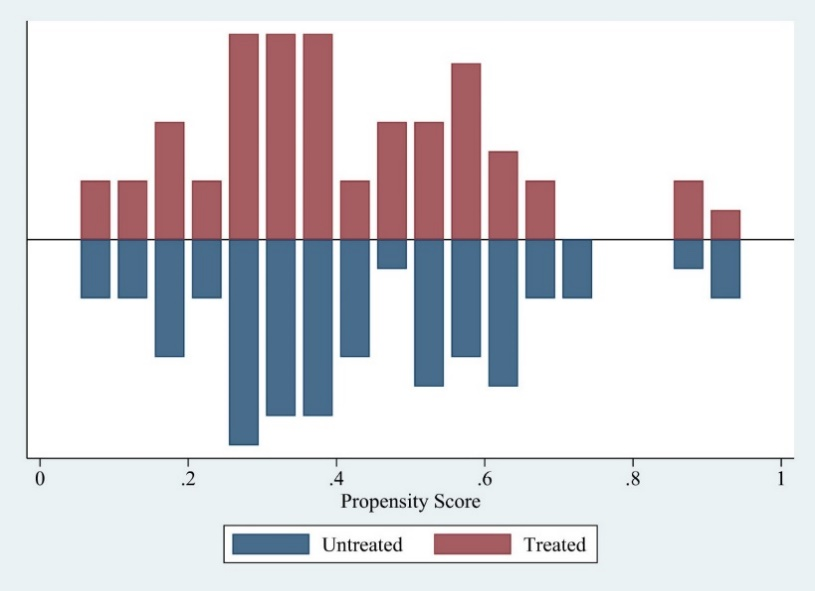 0 .2 .4 .6 .8 1
Propensity Score
Untreated Treated